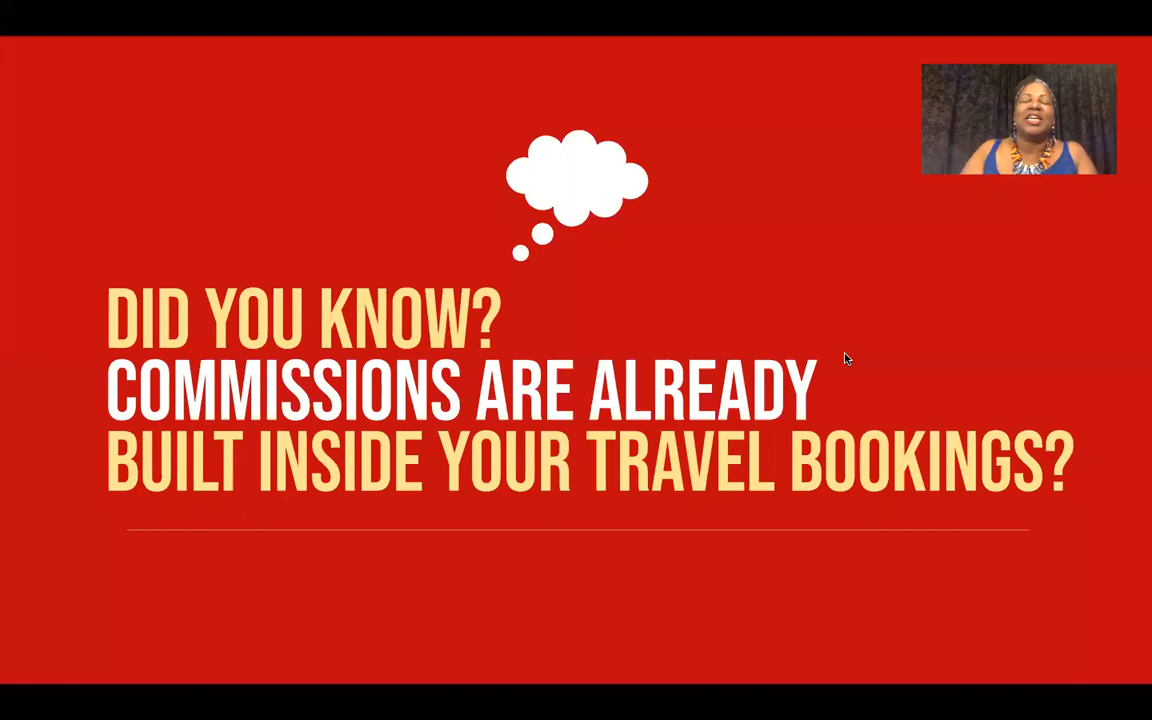 DID YOU KNOW?
COMMISSIONS ARE ALREADY
BUILT INSIDE YOUR TRAVEL BOOKINGS?